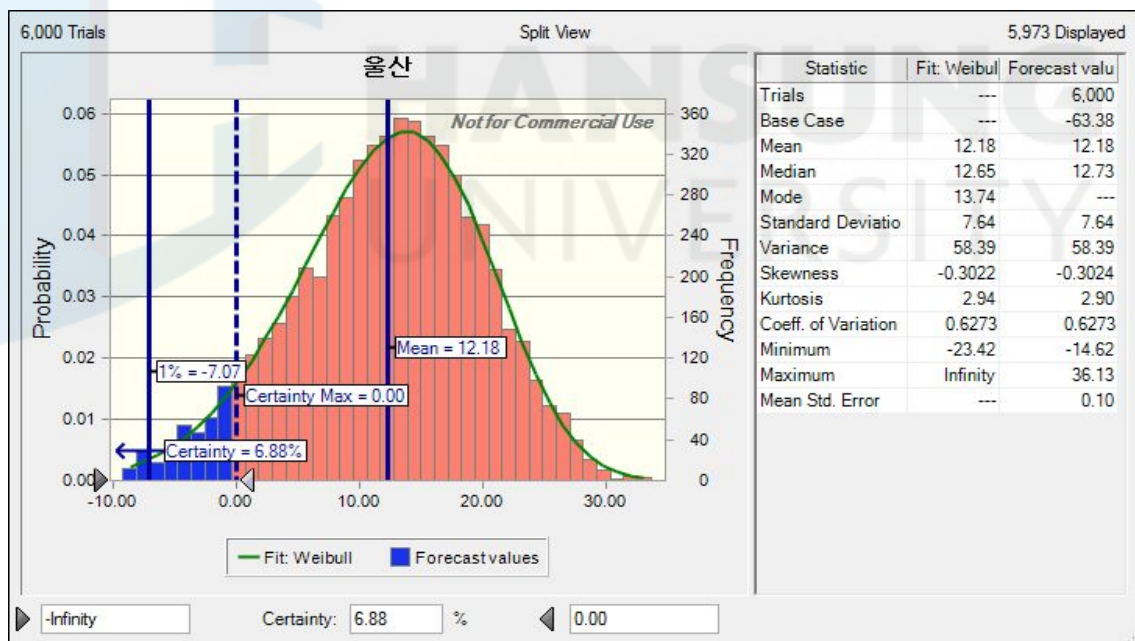 6,000 Trials Split View 5,973 Displayed
울산
Not for Commercial Use
HANSUNG
UNIVERSITY
Probability
0.06
0.05
0.04
0.03
0.02
0.01
0.00
Frequency
360
320
280
240
200
160
120
80
40
0
1% = -7.07
Mean = 12.18
Certainty Max = 0.00
Certainty = 6.88%
-10.00 0.00 10.00 20.00 30.00
Fit: Weibull Forecast values
Statistic Fit: Weibul Forecast valu
Trials --- 6,000
Base Case --- -63.38
Mean 12.18 12.18
Median 12.65 12.73
Mode 13.74 ---
Standard Deviatio 7.64 7.64
Variance 58.39 58.39
Skewness -0.3022 -0.3024
Kurtosis 2.94 2.90
Coeff. of Variation 0.6273 0.6273
Minimum -23.42 -14.62
Maximum Infinity 36.13
Mean Std. Error --- 0.10
-Infinity Certainty: 6.88 % 0.00